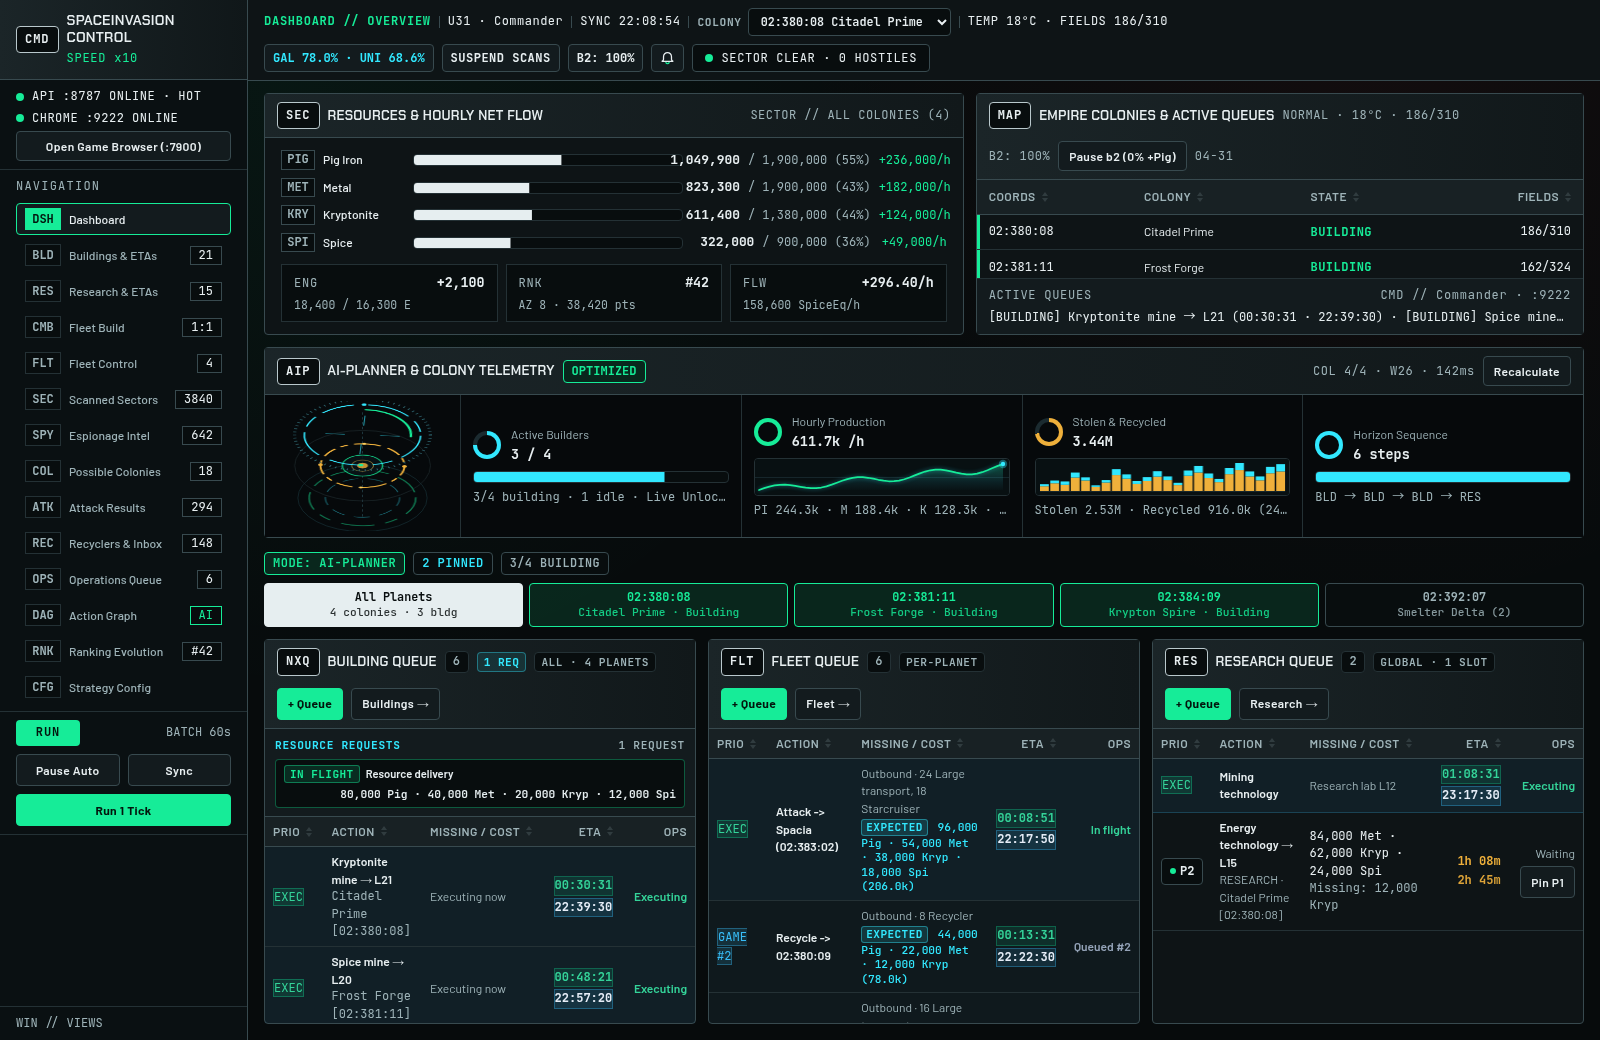 CMD
SPACEINVASION CONTROL
SPEED x10
API :8787 ONLINE · HOT
CHROME :9222 ONLINE
Open Game Browser (:7900)
NAVIGATION
DSH Dashboard
BLD Buildings & ETAs 21
RES Research & ETAs 15
CMB Fleet Build 1:1
FLT Fleet Control 4
SEC Scanned Sectors 3840
SPY Espionage Intel 642
COL Possible Colonies 18
ATK Attack Results 294
REC Recyclers & Inbox 148
OPS Operations Queue 6
DAG Action Graph AI
RNK Ranking Evolution #42
CFG Strategy Config
RUN BATCH 60s
Pause Auto Sync
Run 1 Tick
WIN // VIEWS
DASHBOARD // OVERVIEW U31 · Commander SYNC 22:08:54 COLONY 02:380:08 Citadel Prime TEMP 18°C · FIELDS 186/310
GAL 78.0% · UNI 68.6% SUSPEND SCANS B2: 100% SECTOR CLEAR · 0 HOSTILES
SEC RESOURCES & HOURLY NET FLOW SECTOR // ALL COLONIES (4)
PIG Pig Iron 1,049,900 / 1,900,000 (55%) +236,000/h
MET Metal 823,300 / 1,900,000 (43%) +182,000/h
KRY Kryptonite 611,400 / 1,380,000 (44%) +124,000/h
SPI Spice 322,000 / 900,000 (36%) +49,000/h
ENG +2,100
18,400 / 16,300 E
RNK #42
AZ 8 · 38,420 pts
FLW +296.40/h
158,600 SpiceEq/h
MAP EMPIRE COLONIES & ACTIVE QUEUES NORMAL · 18°C · 186/310
B2: 100% Pause b2 (0% +PIg) 04-31
COORDS COLONY STATE FIELDS
02:380:08 Citadel Prime BUILDING 186/310
02:381:11 Frost Forge BUILDING 162/324
ACTIVE QUEUES CMD // Commander · :9222
[BUILDING] Kryptonite mine → L21 (00:30:31 · 22:39:30) · [BUILDING] Spice mine…
AIP AI-PLANNER & COLONY TELEMETRY OPTIMIZED COL 4/4 · W26 · 142ms Recalculate
Active Builders
3 / 4
3/4 building · 1 idle · Live Unloc…
Hourly Production
611.7k /h
PI 244.3k · M 188.4k · K 128.3k · …
Stolen & Recycled
3.44M
Stolen 2.53M · Recycled 916.0k (24…
Horizon Sequence
6 steps
BLD → BLD → BLD → RES
MODE: AI-PLANNER 2 PINNED 3/4 BUILDING
All Planets
4 colonies · 3 bldg
02:380:08
Citadel Prime · Building
02:381:11
Frost Forge · Building
02:384:09
Krypton Spire · Building
02:392:07
Smelter Delta (2)
NXQ BUILDING QUEUE 6 1 REQ ALL · 4 PLANETS
+ Queue Buildings →
RESOURCE REQUESTS 1 REQUEST
IN FLIGHT Resource delivery
80,000 Pig · 40,000 Met · 20,000 Kryp · 12,000 Spi
PRIO ACTION MISSING / COST ETA OPS
EXEC
Kryptonite
mine → L21
Citadel
Prime
[02:380:08]
Executing now
00:30:31
22:39:30
Executing
EXEC
Spice mine →
L20
Frost Forge
[02:381:11]
Executing now
00:48:21
22:57:20
Executing
FLT FLEET QUEUE 6 PER-PLANET
+ Queue Fleet →
PRIO ACTION MISSING / COST ETA OPS
EXEC
Attack ->
Spacia
(02:383:02)
Outbound · 24 Large
transport, 18
Starcruiser
EXPECTED 96,000
Pig · 54,000 Met
· 38,000 Kryp ·
18,000 Spi
(206.0k)
00:08:51
22:17:50
In flight
GAME
#2
Recycle ->
02:380:09
Outbound · 8 Recycler
EXPECTED 44,000
Pig · 22,000 Met
· 12,000 Kryp
(78.0k)
00:13:31
22:22:30
Queued #2
Outbound · 16 Large
RES RESEARCH QUEUE 2 GLOBAL · 1 SLOT
+ Queue Research →
PRIO ACTION MISSING / COST ETA OPS
EXEC
Mining
technology
Research lab L12
01:08:31
23:17:30
Executing
P2
Energy
technology →
L15
RESEARCH ·
Citadel Prime
[02:380:08]
84,000 Met ·
62,000 Kryp ·
24,000 Spi
Missing: 12,000
Kryp
1h 08m
2h 45m
Waiting
Pin P1